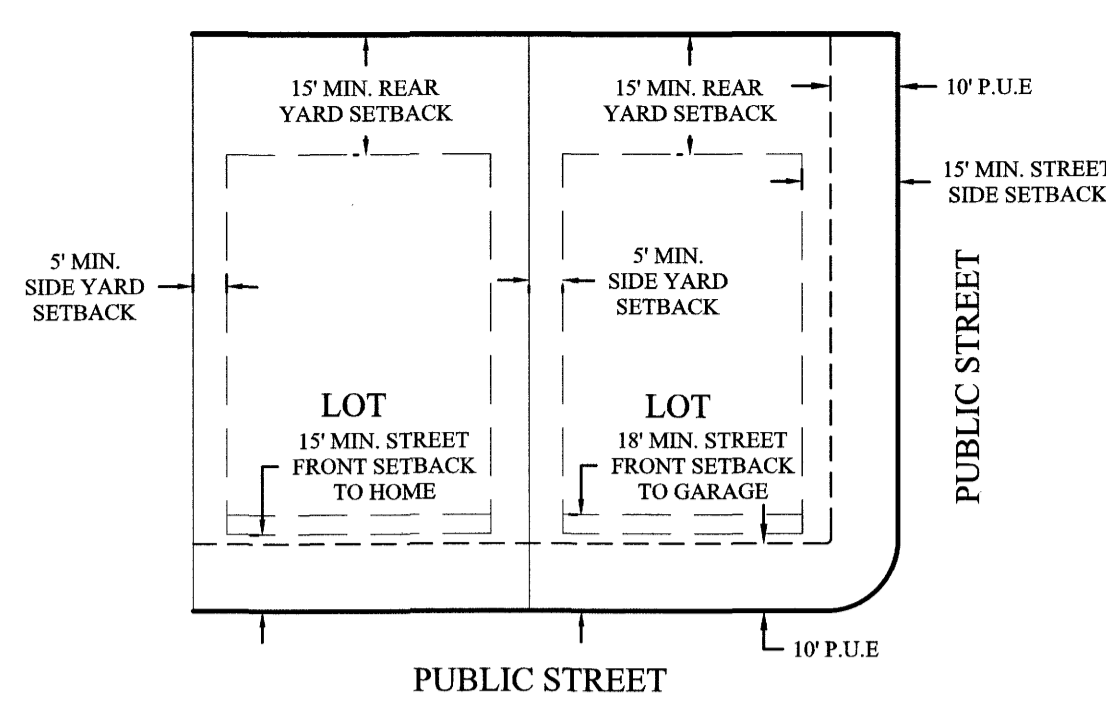 15' MIN. REAR
YARD SETBACK
15' MIN. REAR
YARD SETBACK
10' P.U.E
15' MIN. STREET
SIDE SETBACK
5' MIN.
SIDE YARD
SETBACK
5' MIN.
SIDE YARD
SETBACK
PUBLIC STREET
LOT
15' MIN. STREET
FRONT SETBACK
TO HOME
LOT
18' MIN. STREET
FRONT SETBACK
TO GARAGE
10' P.U.E
PUBLIC STREET